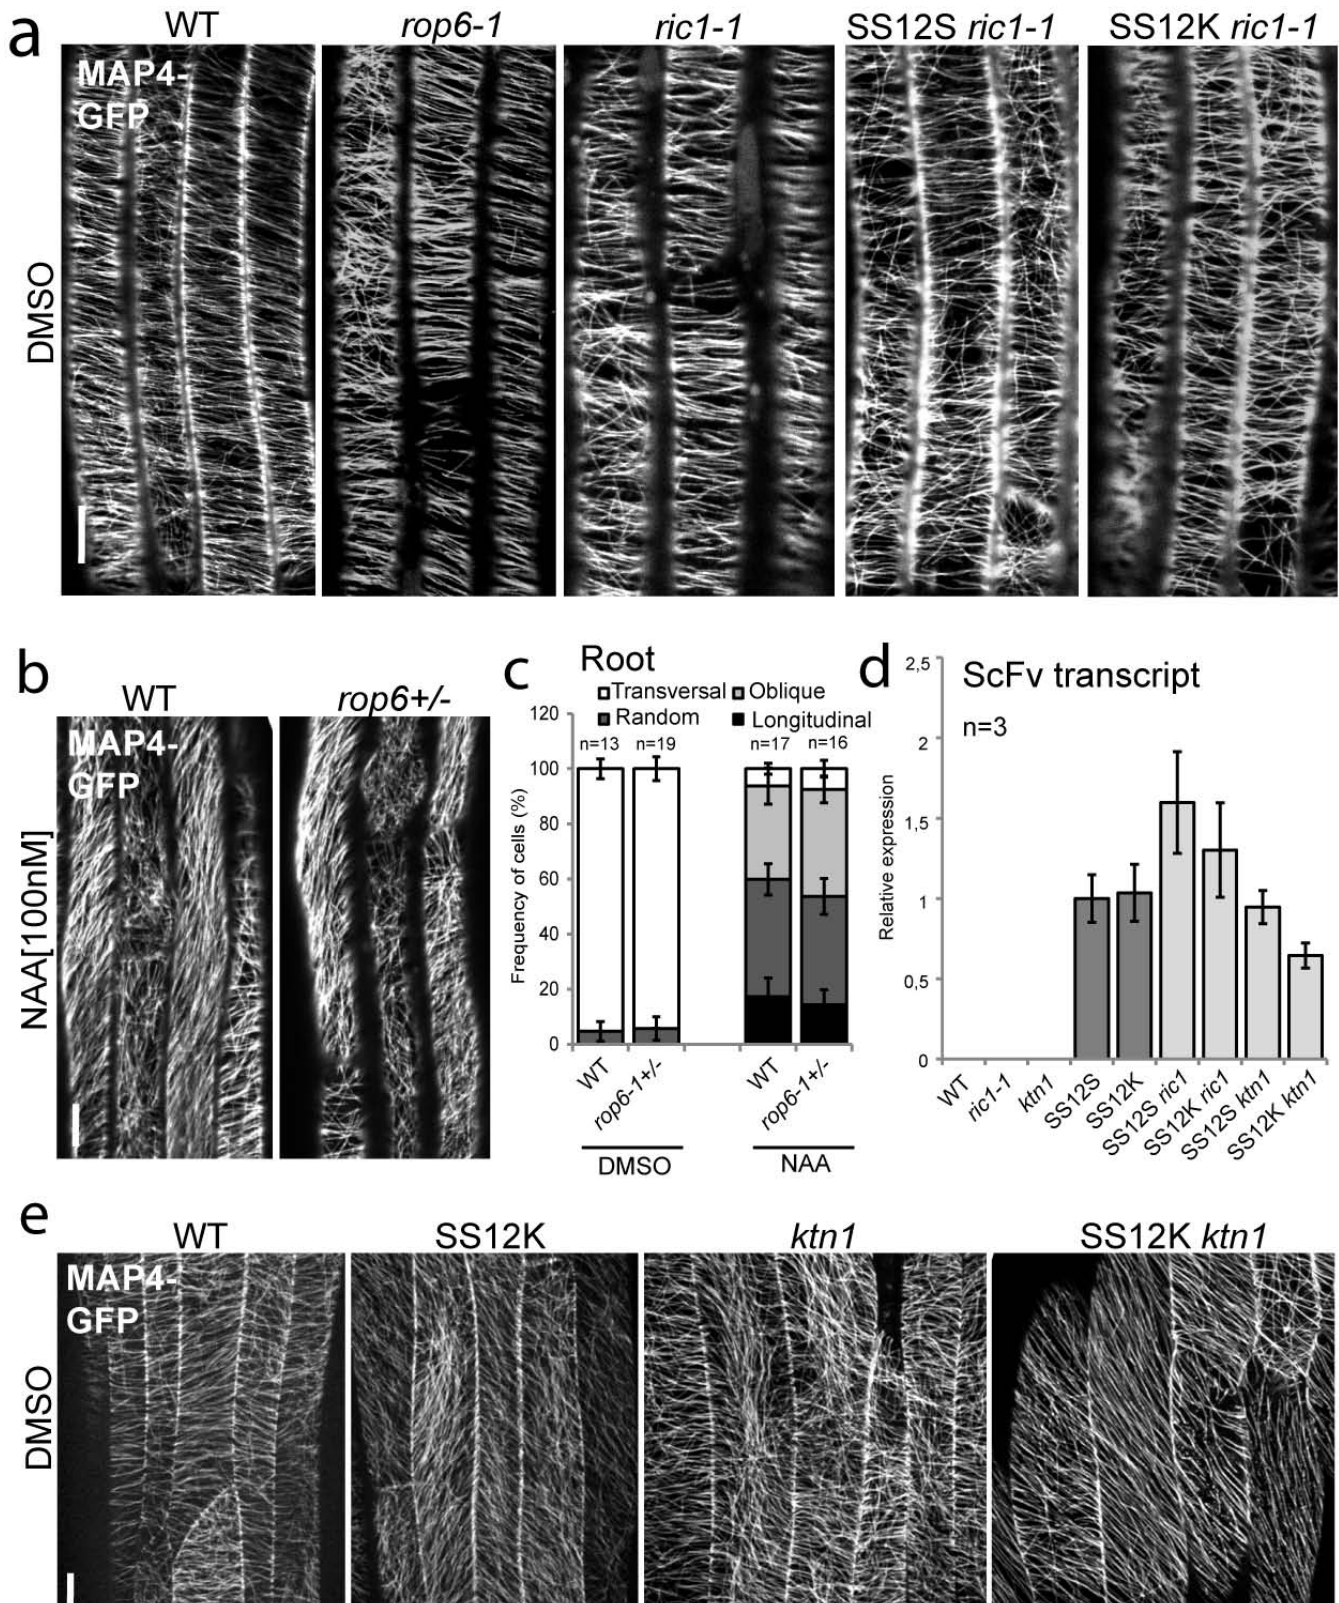 a
WT
rop6-1
ric1-1
SS12S ric1-1
SS12K ric1-1
MAP4-
GFP
DMSO
b
WT
rop6+/-
MAP4-
GFP
NAA[100nM]
c
Root
Transversal
Oblique
Random
Longitudinal
n=13
n=19
n=17
n=16
Frequency of cells (%)
120
100
80
60
40
20
0
WT
rop6-1+/-
WT
rop6-1+/-
DMSO
NAA
d
ScFv transcript
n=3
Relative expression
2,5
2
1,5
1
0,5
0
WT
ric1-1
ktn1
SS12S
SS12K
SS12S ric1
SS12K ric1
SS12S ktn1
SS12K ktn1
e
WT
SS12K
ktn1
SS12K ktn1
MAP4-
GFP
DMSO